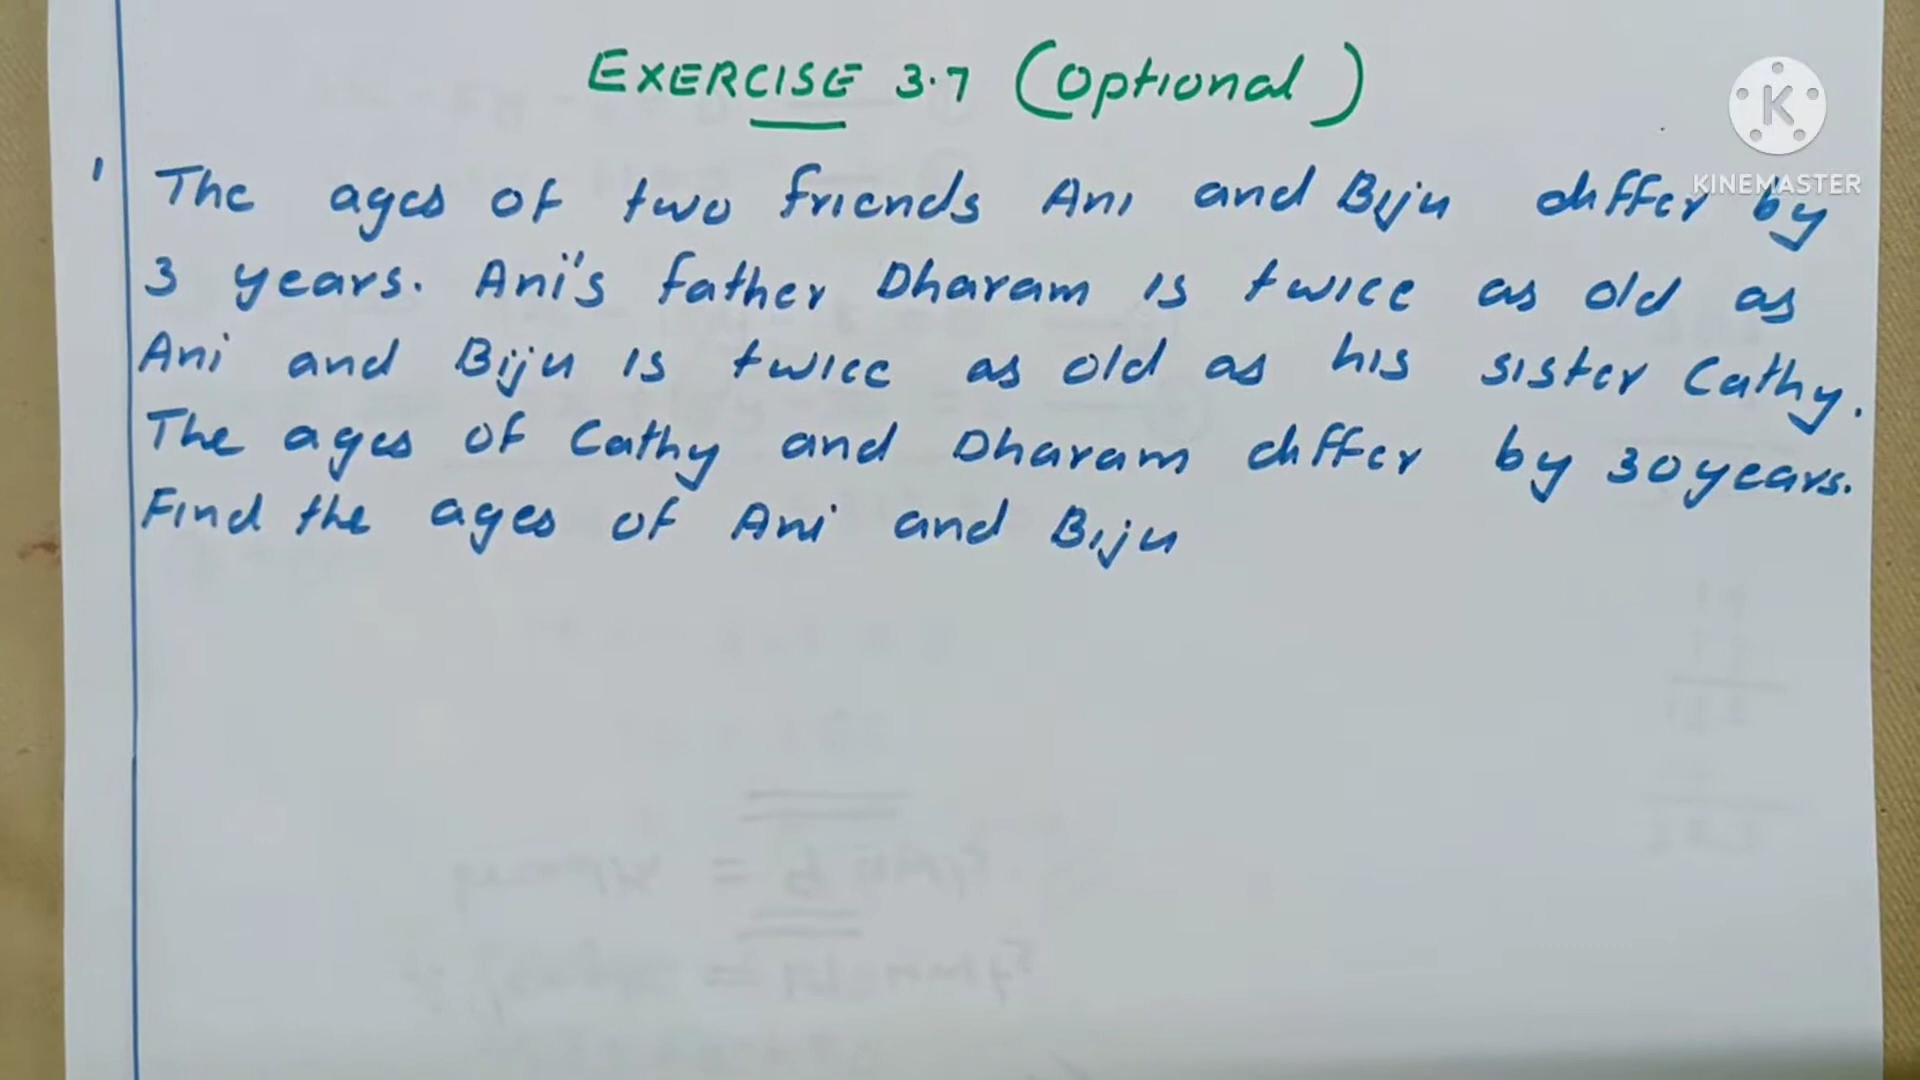 EXERCISE 3.7 (Optional)
K
KINEMASTER
1 The ages of two friends Ani and Biju differ by
3 years. Ani's father Dharam is twice as old as
Ani and Biju is twice as old as his sister Cathy.
The ages of Cathy and Dharam differ by 30 years.
Find the ages of Ani and Biju